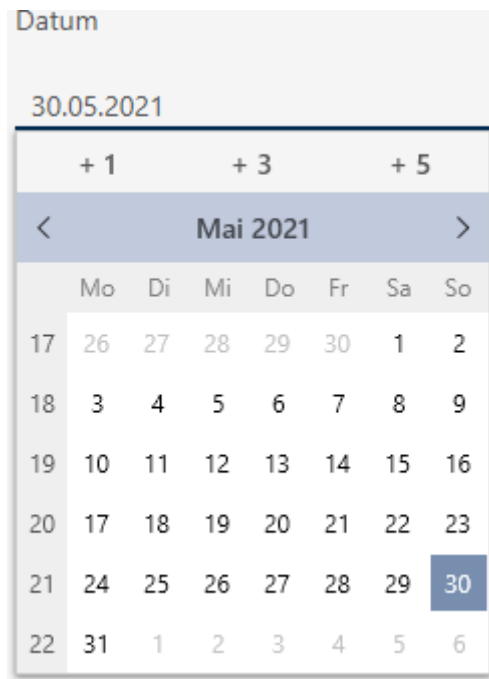 Datum
30.05.2021
+ 1 + 3 + 5
< Mai 2021 >
Mo Di Mi Do Fr Sa So
17 26 27 28 29 30 1 2
18 3 4 5 6 7 8 9
19 10 11 12 13 14 15 16
20 17 18 19 20 21 22 23
21 24 25 26 27 28 29 30
22 31 1 2 3 4 5 6